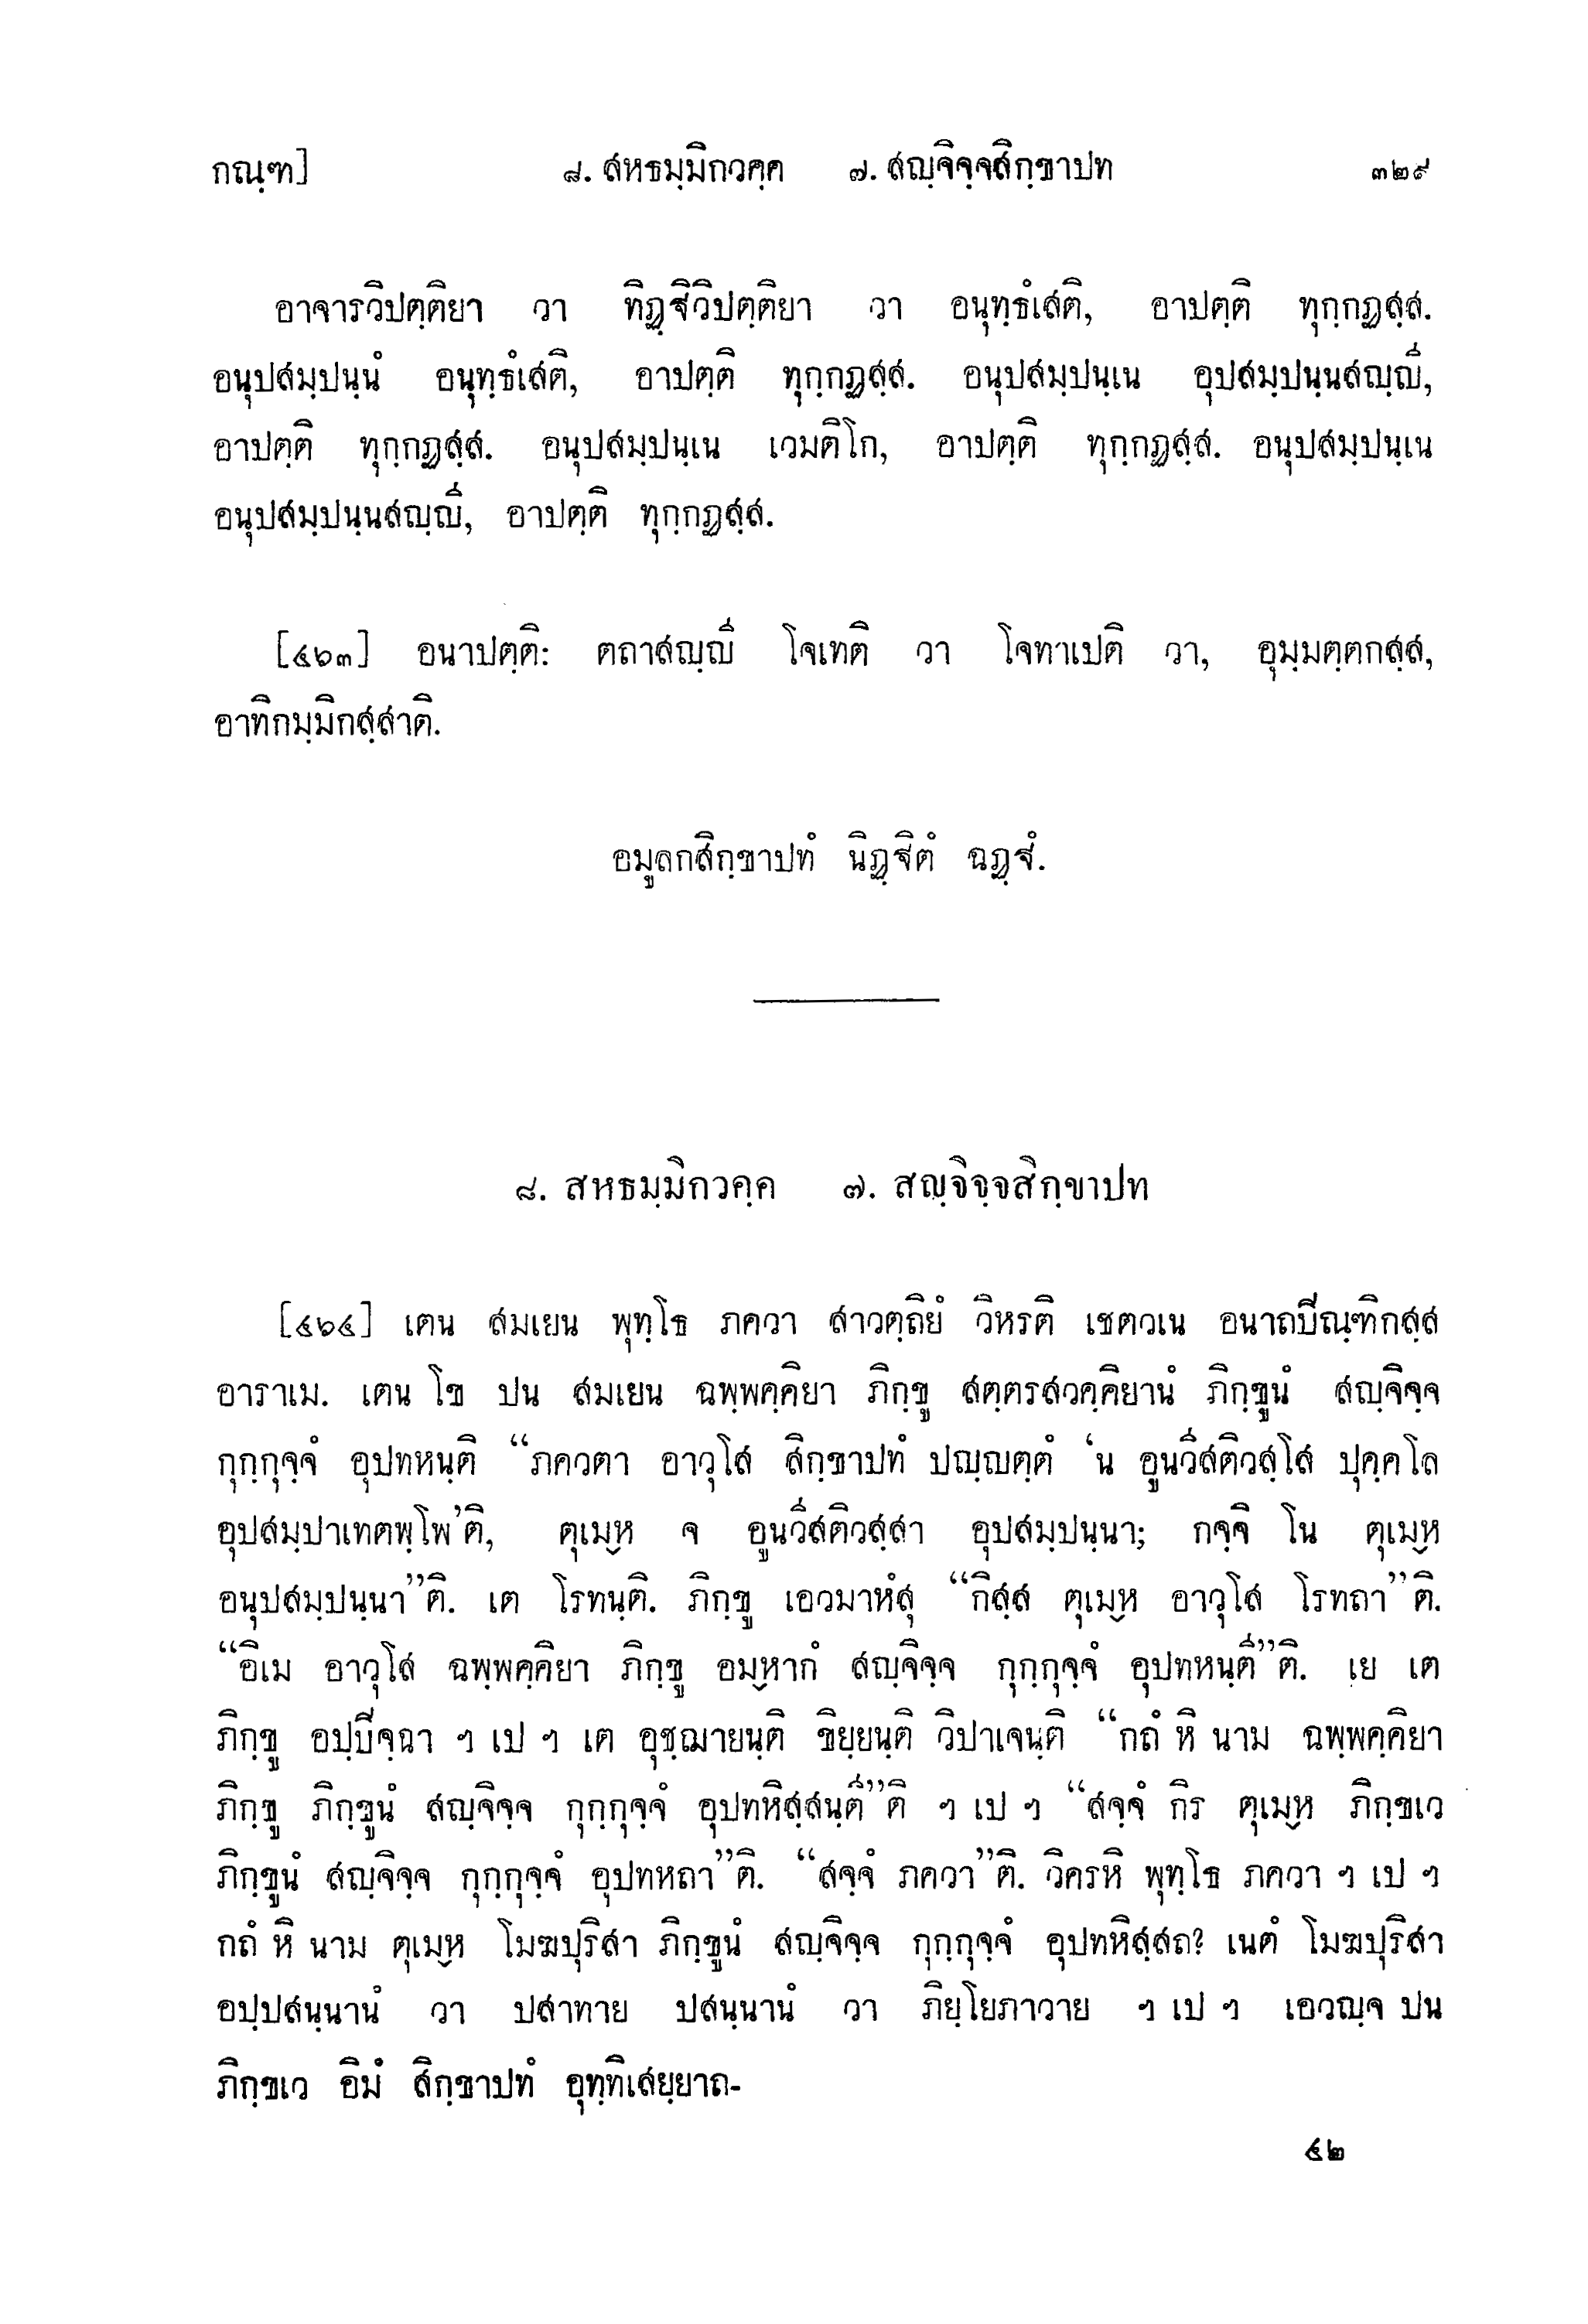 กณฺฑ] ๘. สหธมฺมิกวคฺค ๗. สญฺจิจฺจสิกฺขาปท ๓๒๙
อาจารวิปตฺติยา วา ทิฏฺฐิวิปตฺติยา วา อนุทฺธํเสติ, อาปตฺติ ทุกฺกฏสฺส.
อนุปสมฺปนฺนํ อนุทฺธํเสติ, อาปตฺติ ทุกฺกฏสฺส. อนุปสมฺปนฺเน อุปสมฺปนฺนสญฺญี,
อาปตฺติ ทุกฺกฏสฺส. อนุปสมฺปนฺเน เวมติโก, อาปตฺติ ทุกฺกฏสฺส. อนุปสมฺปนฺเน
อนุปสมฺปนฺนสญฺญี, อาปตฺติ ทุกฺกฏสฺส.
[๔๖๓] อนาปตฺติ: ตถาสญฺญี โจเทติ วา โจทาเปติ วา, อุมฺมตฺตกสฺส,
อาทิกมฺมิกสฺสาติ.
อมูลกสิกฺขาปทํ นิฏฺฐิตํ ฉฏฺฐํ.
๘. สหธมฺมิกวคฺค ๗. สญฺจิจฺจสิกฺขาปท
[๔๖๔] เตน สมเยน พุทฺโธ ภควา สาวตฺถิยํ วิหรติ เชตวเน อนาถปีณฺฑิกสฺส
อาราเม. เตน โข ปน สมเยน ฉพฺพคฺคิยา ภิกฺขู สตฺตรสวคฺคิยานํ ภิกฺขูนํ สญฺจิจฺจ
กุกฺกุจฺจํ อุปทหนฺติ “ภควตา อาวุโส สิกฺขาปทํ ปญฺญตฺตํ ‘น อูนวีสติวสฺโส ปุคฺคโล
อุปสมฺปาเทตพฺโพ’ติ, ตุเมฺห จ อูนวีสติวสฺสา อุปสมฺปนฺนา; กจฺจิ โน ตุเมฺห
อนุปสมฺปนฺนา”ติ. เต โรทนฺติ. ภิกฺขู เอวมาหํสุ “กิสฺส ตุเมฺห อาวุโส โรทถา”ติ.
“อิเม อาวุโส ฉพฺพคฺคิยา ภิกฺขู อมฺหากํ สญฺจิจฺจ กุกฺกุจฺจํ อุปทหนฺตี”ติ. เย เต
ภิกฺขู อปฺปีจฺฉา ฯ เป ฯ เต อุชฺฌายนฺติ ขิยฺยนฺติ วิปาเจนฺติ “กถํ หิ นาม ฉพฺพคฺคิยา
ภิกฺขู ภิกฺขูนํ สญฺจิจฺจ กุกฺกุจฺจํ อุปทหิสฺสนฺตี”ติ ฯ เป ฯ “สจฺจํ กิร ตุเมฺห ภิกฺขเว
ภิกฺขูนํ สญฺจิจฺจ กุกฺกุจฺจํ อุปทหถา”ติ. “สจฺจํ ภควา”ติ. วิครหิ พุทฺโธ ภควา ฯ เป ฯ
กถํ หิ นาม ตุเมฺห โมฆปุริสา ภิกฺขูนํ สญฺจิจฺจ กุกฺกุจฺจํ อุปทหิสฺสถ? เนตํ โมฆปุริสา
อปฺปสนฺนานํ วา ปสาทาย ปสนฺนานํ วา ภิยฺโยภาวาย ฯ เป ฯ เอวญฺจ ปน
ภิกฺขเว อิมํ สิกฺขาปทํ อุทฺทิเสยฺยาถ-
๔๒